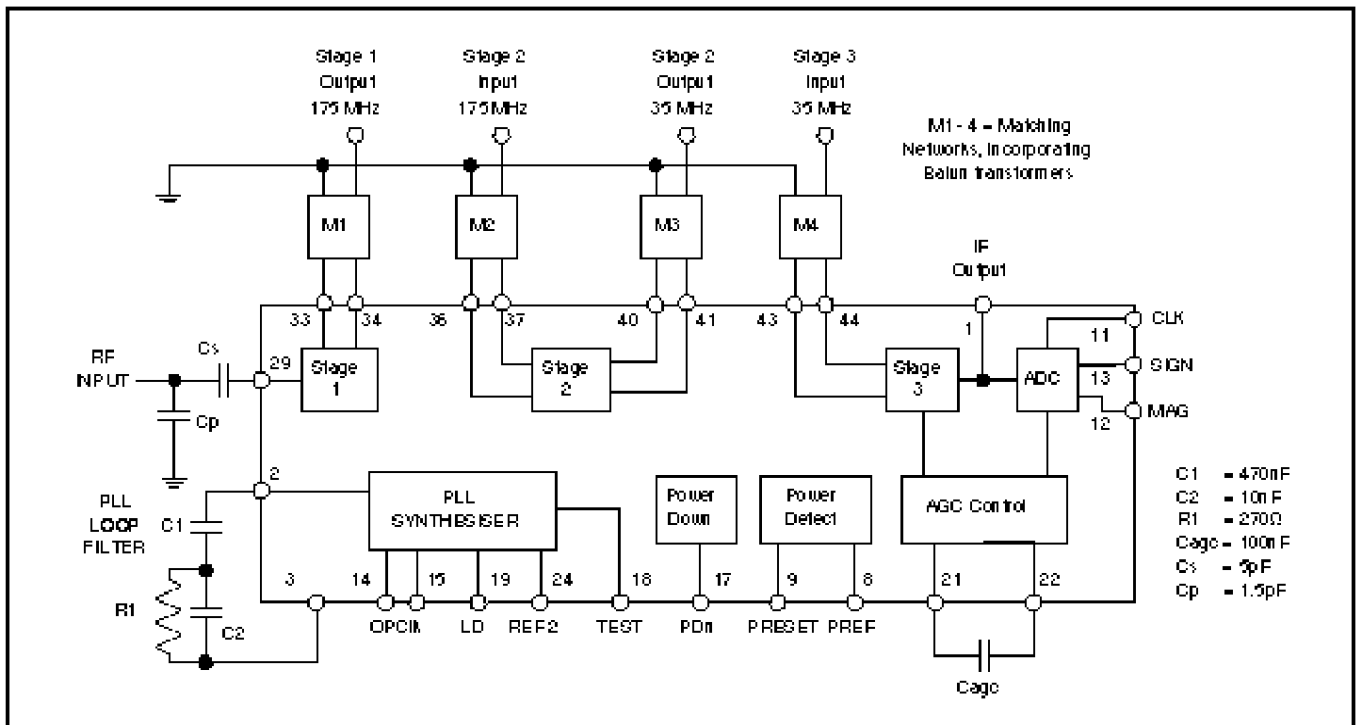 Stage 1
Output
175 MHz
Stage 2
Input
175 MHz
Stage 2
Output
35 MHz
Stage 3
Input
35 MHz
M1 - 4 = Matching
Networks, Incorporating
Balun transformers
M1
M2
M3
M4
IF
Output
33
34
36
37
40
41
43
44
1
11
CLK
RF
INPUT
Cs
29
Stage
1
Stage
2
Stage
3
ADC
13
SIGN
12
MAG
Cp
2
PLL
LOOP
FILTER
C1
PLL
SYNTHESISER
Power
Down
Power
Detect
AGC Control
C1 = 470nF
C2 = 10nF
R1 = 270Ω
Cagc = 100nF
Cs = 5pF
Cp = 1.5pF
R1
C2
3
14
15
19
24
18
17
9
8
21
22
OPCIN
LD
REF2
TEST
PDn
PRESET
PREF
Cagc